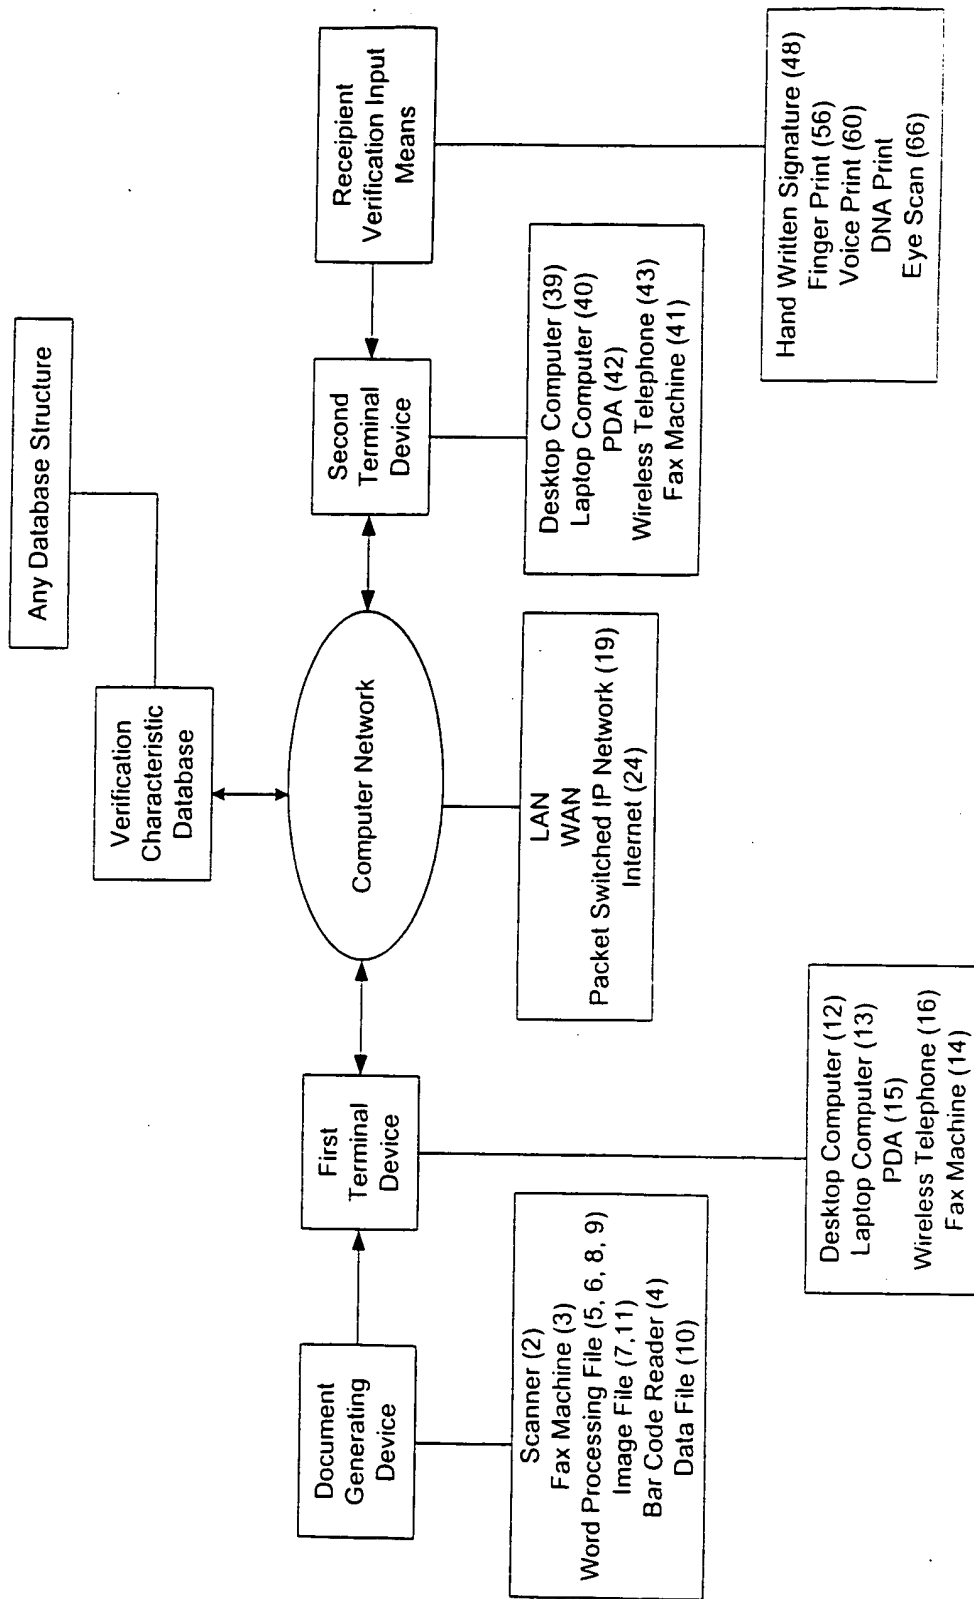 Any Database Structure
Verification
Characteristic
Database
Document
Generating
Device
First
Terminal
Device
Computer Network
Second
Terminal
Device
Receipient
Verification Input
Means
Scanner (2)
Fax Machine (3)
Word Processing File (5, 6, 8, 9)
Image File (7,11)
Bar Code Reader (4)
Data File (10)
Desktop Computer (12)
Laptop Computer (13)
PDA (15)
Wireless Telephone (16)
Fax Machine (14)
LAN
WAN
Packet Switched IP Network (19)
Internet (24)
Desktop Computer (39)
Laptop Computer (40)
PDA (42)
Wireless Telephone (43)
Fax Machine (41)
Hand Written Signature (48)
Finger Print (56)
Voice Print (60)
DNA Print
Eye Scan (66)